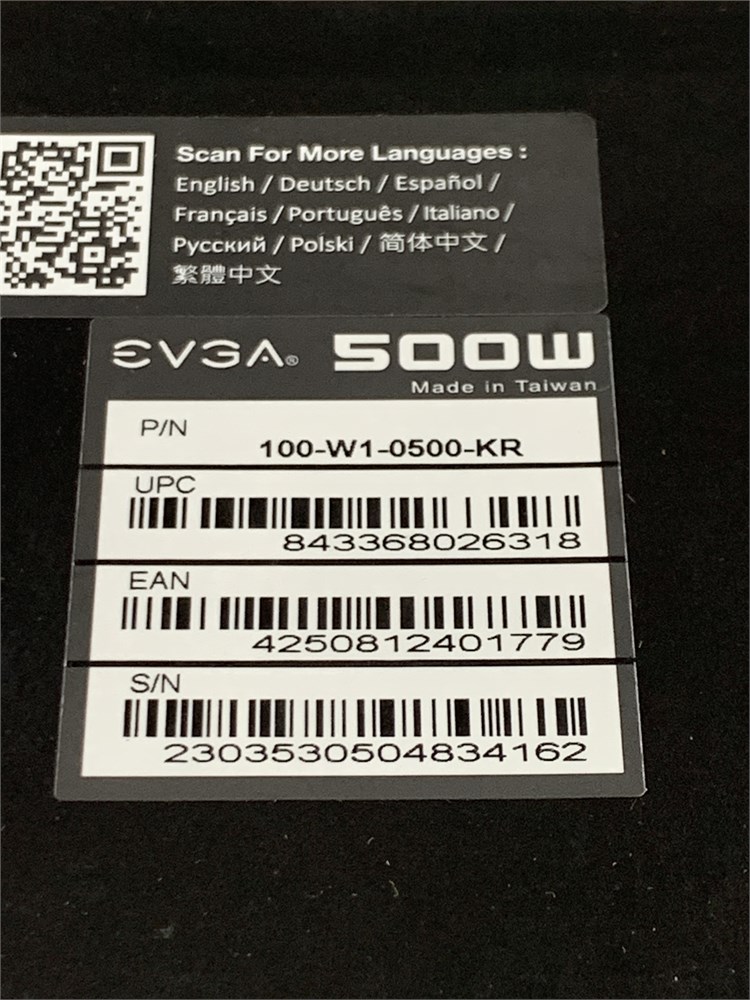 Scan For More Languages :
English / Deutsch / Español /
Français / Português / Italiano /
Русский / Polski / 简体中文 /
繁體中文
EVGA® 500W
Made in Taiwan
P/N
100-W1-0500-KR
UPC
843368026318
EAN
4250812401779
S/N
2303530504834162